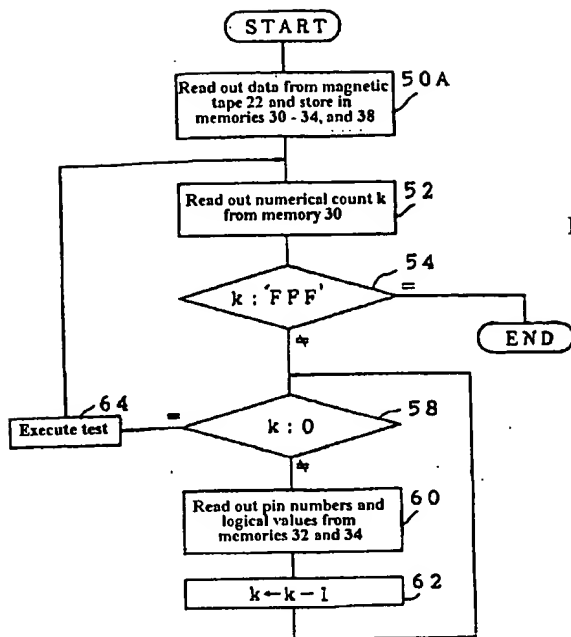 START
Read out data from magnetic
tape 22 and store in
memories 30 - 34, and 38
50A
Read out numerical count k
from memory 30
52
k : 'FFF'
54
=
≒
END
64
Execute test
=
k : 0
58
≒
Read out pin numbers and
logical values from
memories 32 and 34
60
k←k-1
62